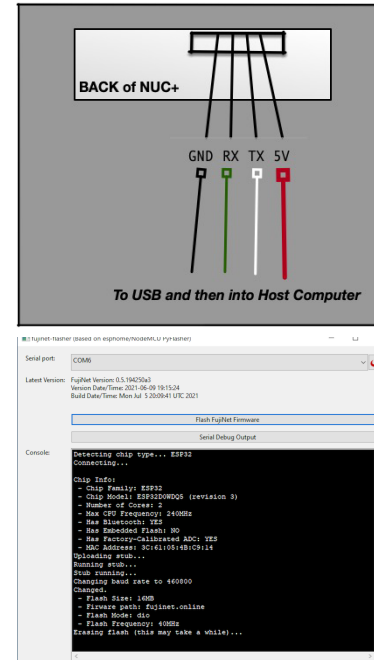 BACK of NUC+
GND RX TX 5V
To USB and then into Host Computer
fujinet-flasher (Based on esphome/NodeMCU PyFlasher)
Serial port:
COM6
Latest Version:
FujiNet Version: 0.5.194250a3
Version Date/Time: 2021-06-09 19:15:24
Build Date/Time: Mon Jul 5 20:09:41 UTC 2021
Flash FujiNet Firmware
Serial Debug Output
Console:
Detecting chip type... ESP32
Connecting...
Chip Info:
- Chip Family: ESP32
- Chip Model: ESP32D0WDQ5 (revision 3)
- Number of Cores: 2
- Max CPU Frequency: 240MHz
- Has Bluetooth: YES
- Has Embedded Flash: NO
- Has Factory-Calibrated ADC: YES
- MAC Address: 3C:61:05:4B:C9:14
Uploading stub...
Running stub...
Stub running...
Changing baud rate to 460800
Changed.
- Flash Size: 16MB
- Firware path: fujinet.online
- Flash Mode: dio
- Flash Frequency: 40MHz
Erasing flash (this may take a while)...